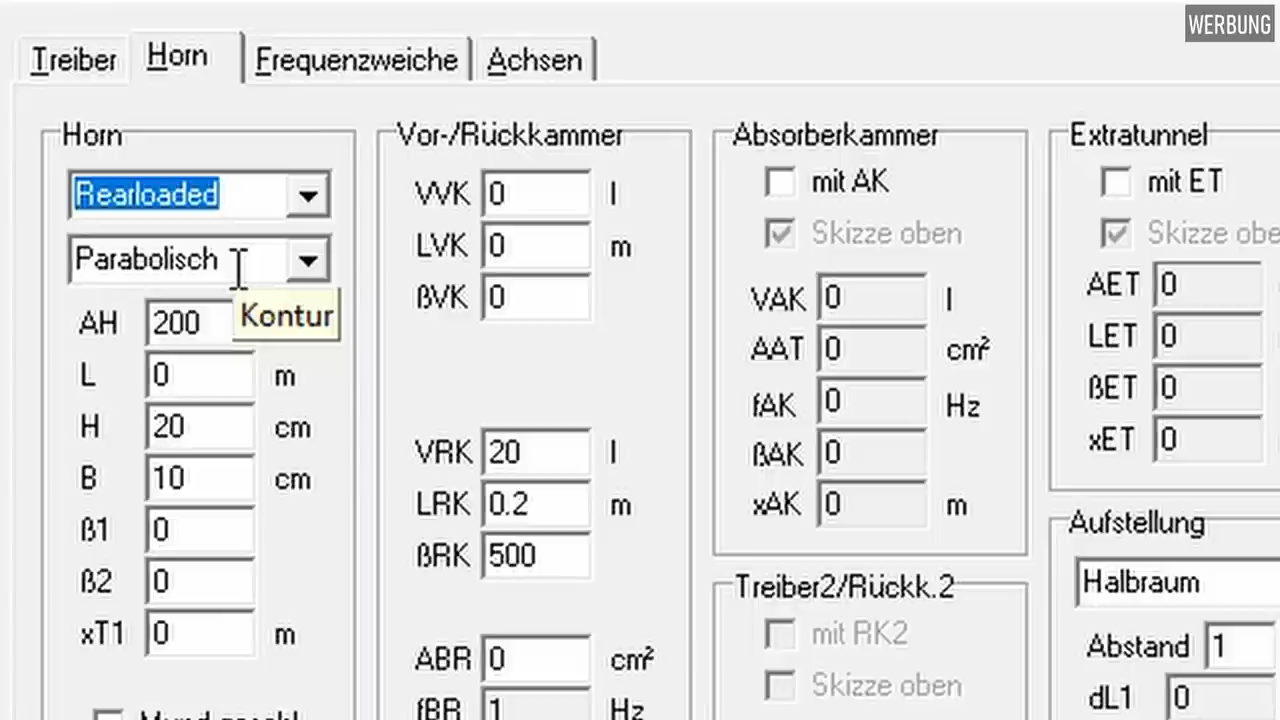 WERBUNG
Treiber Horn Frequenzweiche Achsen
Horn
Rearloaded
Parabolisch
Kontur
AH 200
L 0 m
H 20 cm
B 10 cm
ß1 0
ß2 0
xT1 0 m
Vor-/Rückkammer
VVK 0 l
LVK 0 m
ßVK 0
VRK 20 l
LRK 0.2 m
ßRK 500
ABR 0 cm²
fBR 1 Hz
Absorberkammer
mit AK
Skizze oben
VAK 0 l
AAT 0 cm²
fAK 0 Hz
ßAK 0
xAK 0 m
Treiber2/Rückk.2
mit RK2
Skizze oben
Extratunnel
mit ET
Skizze obe
AET 0
LET 0
ßET 0
xET 0
Aufstellung
Halbraum
Abstand 1
dL1 0